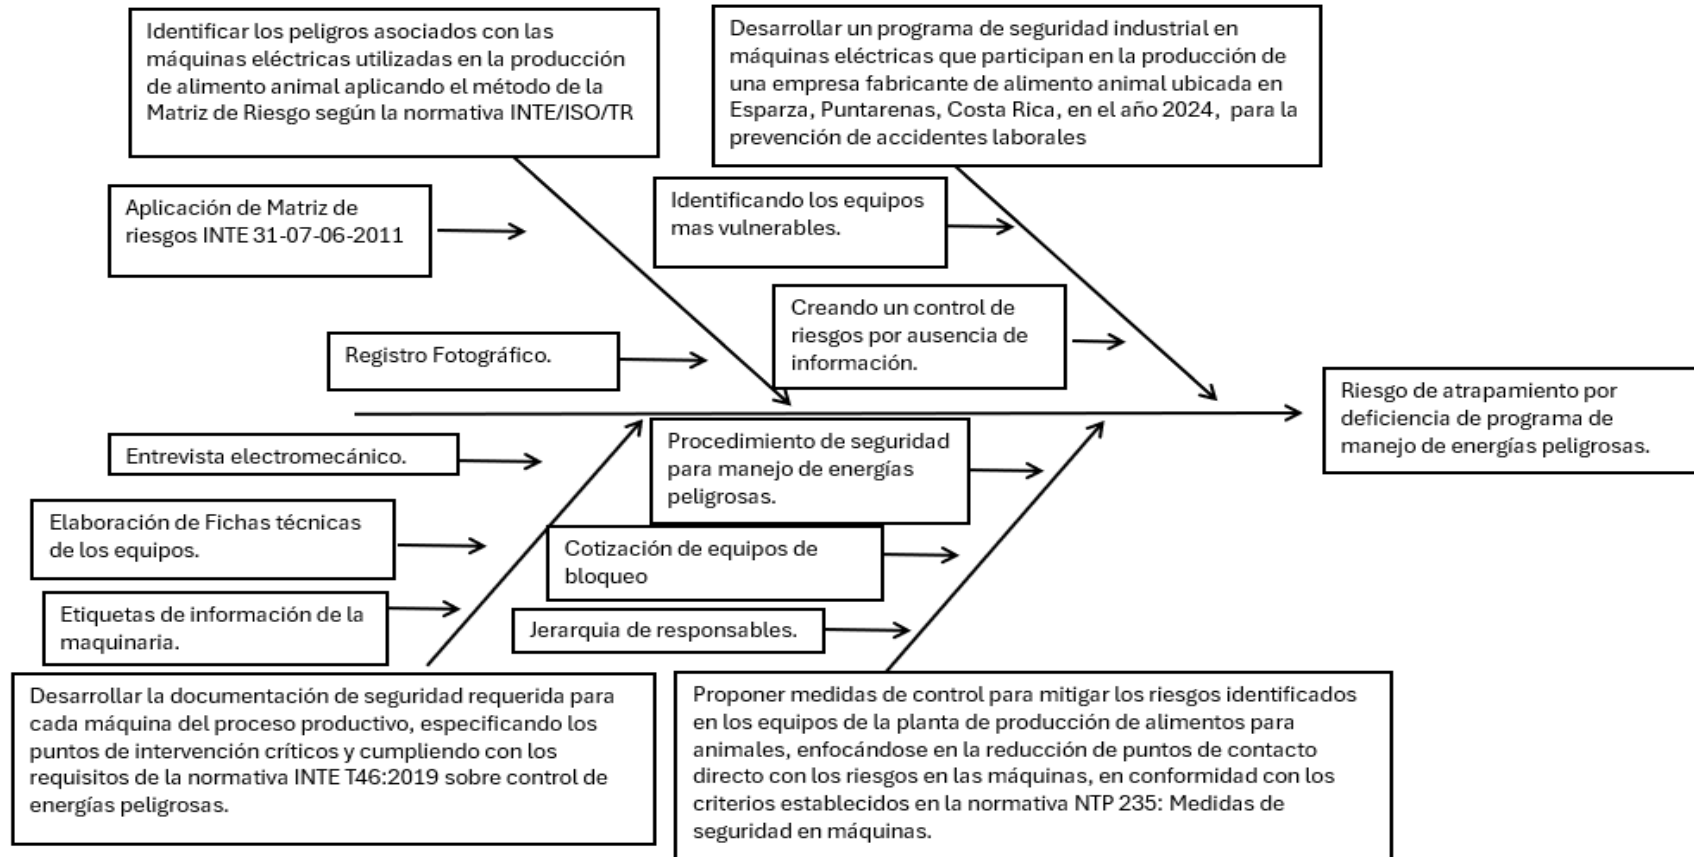 Identificar los peligros asociados con las
máquinas eléctricas utilizadas en la producción
de alimento animal aplicando el método de la
Matriz de Riesgo según la normativa INTE/ISO/TR
Desarrollar un programa de seguridad industrial en
máquinas eléctricas que participan en la producción de
una empresa fabricante de alimento animal ubicada en
Esparza, Puntarenas, Costa Rica, en el año 2024, para la
prevención de accidentes laborales
Aplicación de Matriz de
riesgos INTE 31-07-06-2011
Identificando los equipos
mas vulnerables.
Creando un control de
riesgos por ausencia de
información.
Registro Fotográfico.
Riesgo de atrapamiento por
deficiencia de programa de
manejo de energías peligrosas.
Entrevista electromecánico.
Procedimiento de seguridad
para manejo de energías
peligrosas.
Elaboración de Fichas técnicas
de los equipos.
Cotización de equipos de
bloqueo
Etiquetas de información de la
maquinaria.
Jerarquia de responsables.
Desarrollar la documentación de seguridad requerida para
cada máquina del proceso productivo, especificando los
puntos de intervención críticos y cumpliendo con los
requisitos de la normativa INTE T46:2019 sobre control de
energías peligrosas.
Proponer medidas de control para mitigar los riesgos identificados
en los equipos de la planta de producción de alimentos para
animales, enfocándose en la reducción de puntos de contacto
directo con los riesgos en las máquinas, en conformidad con los
criterios establecidos en la normativa NTP 235: Medidas de
seguridad en máquinas.